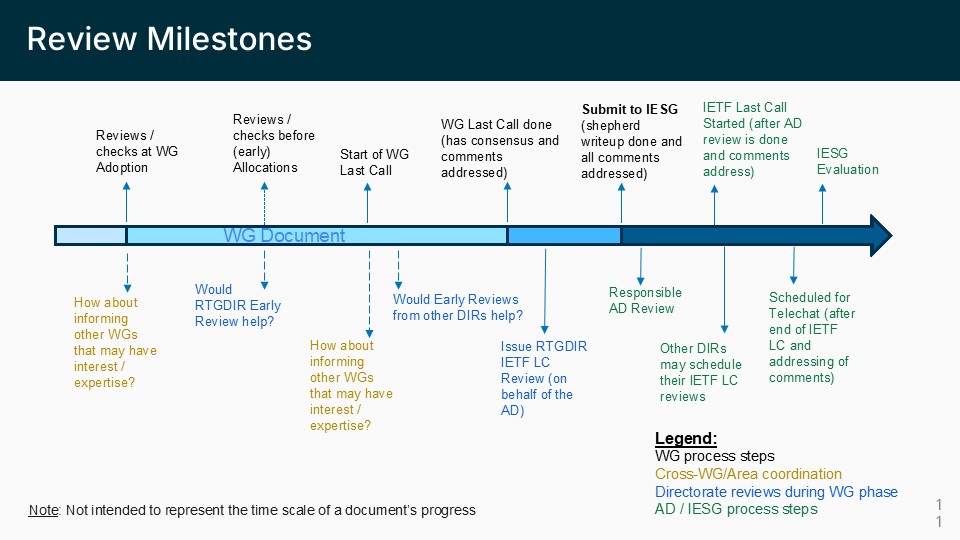 Review Milestones
Reviews /
checks at WG
Adoption
Reviews /
checks before
(early)
Allocations
Start of WG
Last Call
WG Last Call done
(has consensus and
comments
addressed)
Submit to IESG
(shepherd
writeup done and
all comments
addressed)
IETF Last Call
Started (after AD
review is done
and comments
address)
IESG
Evaluation
WG Document
How about
informing
other WGs
that may have
interest /
expertise?
Would
RTGDIR Early
Review help?
How about
informing
other WGs
that may have
interest /
expertise?
Would Early Reviews
from other DIRs help?
Issue RTGDIR
IETF LC
Review (on
behalf of the
AD)
Responsible
AD Review
Other DIRs
may schedule
their IETF LC
reviews
Scheduled for
Telechat (after
end of IETF
LC and
addressing of
comments)
Legend:
WG process steps
Cross-WG/Area coordination
Directorate reviews during WG phase
AD / IESG process steps
Note: Not intended to represent the time scale of a document's progress
1
1